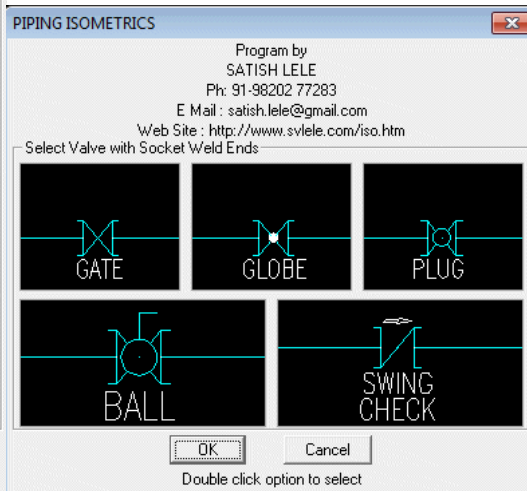 PIPING ISOMETRICS
Program by
SATISH LELE
Ph: 91-98202 77283
E Mail : satish.lele@gmail.com
Web Site : http://www.svlele.com/iso.htm
Select Valve with Socket Weld Ends
GATE
GLOBE
PLUG
BALL
SWING
CHECK
OK
Cancel
Double click option to select